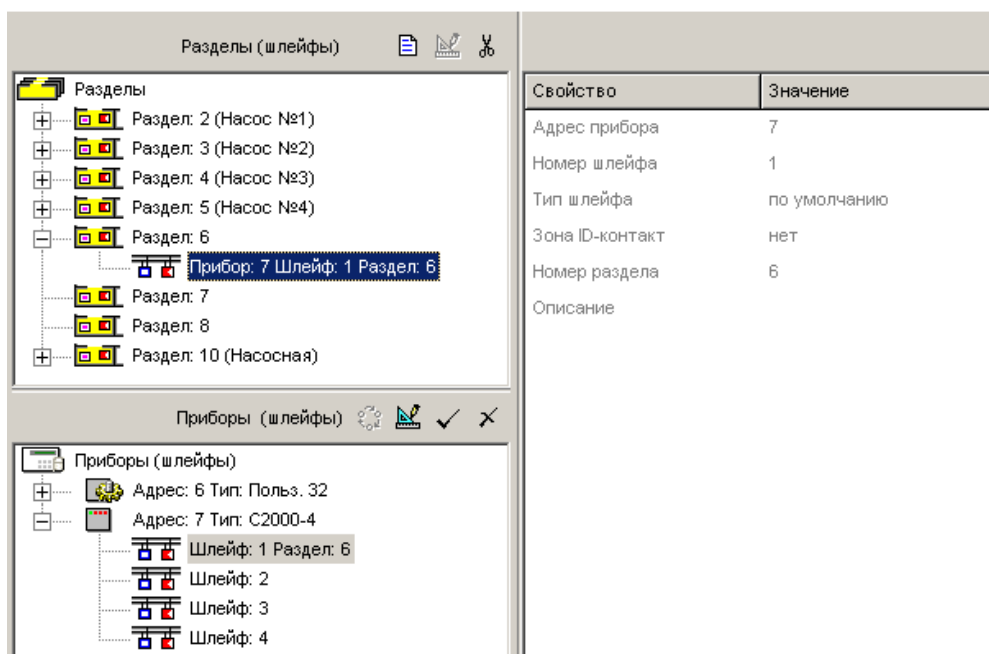 Разделы (шлейфы)
Разделы
Раздел: 2 (Насос №1)
Раздел: 3 (Насос №2)
Раздел: 4 (Насос №3)
Раздел: 5 (Насос №4)
Раздел: 6
Прибор: 7 Шлейф: 1 Раздел: 6
Раздел: 7
Раздел: 8
Раздел: 10 (Насосная)
Приборы (шлейфы)
Приборы (шлейфы)
Адрес: 6 Тип: Польз. 32
Адрес: 7 Тип: С2000-4
Шлейф: 1 Раздел: 6
Шлейф: 2
Шлейф: 3
Шлейф: 4
Свойство Значение
Адрес прибора 7
Номер шлейфа 1
Тип шлейфа по умолчанию
Зона ID-контакт нет
Номер раздела 6
Описание